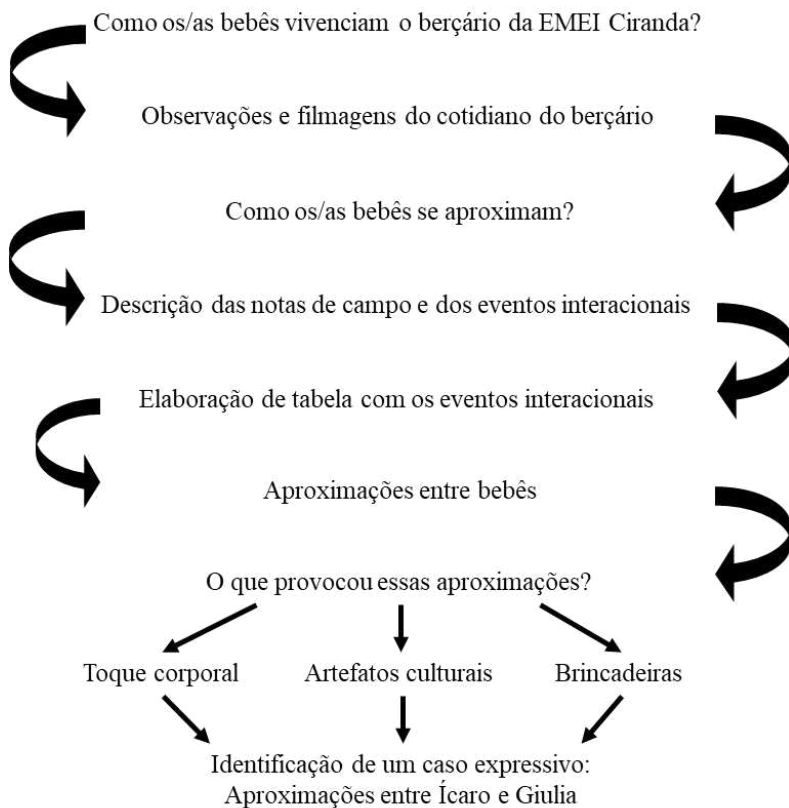 Como os/as bebês vivenciam o berçário da EMEI Ciranda?
Observações e filmagens do cotidiano do berçário
Como os/as bebês se aproximam?
Descrição das notas de campo e dos eventos interacionais
Elaboração de tabela com os eventos interacionais
Aproximações entre bebês
O que provocou essas aproximações?
Toque corporal
Artefatos culturais
Brincadeiras
Identificação de um caso expressivo:
Aproximações entre Ícaro e Giulia